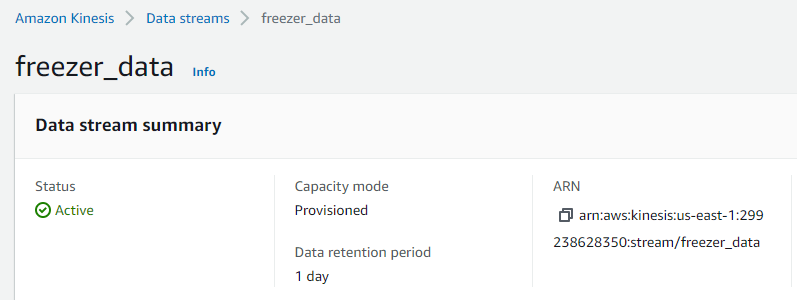 Amazon Kinesis > Data streams > freezer_data
freezer_data Info
Data stream summary
Status
Active
Capacity mode
Provisioned
Data retention period
1 day
ARN
arn:aws:kinesis:us-east-1:299
238628350:stream/freezer_data